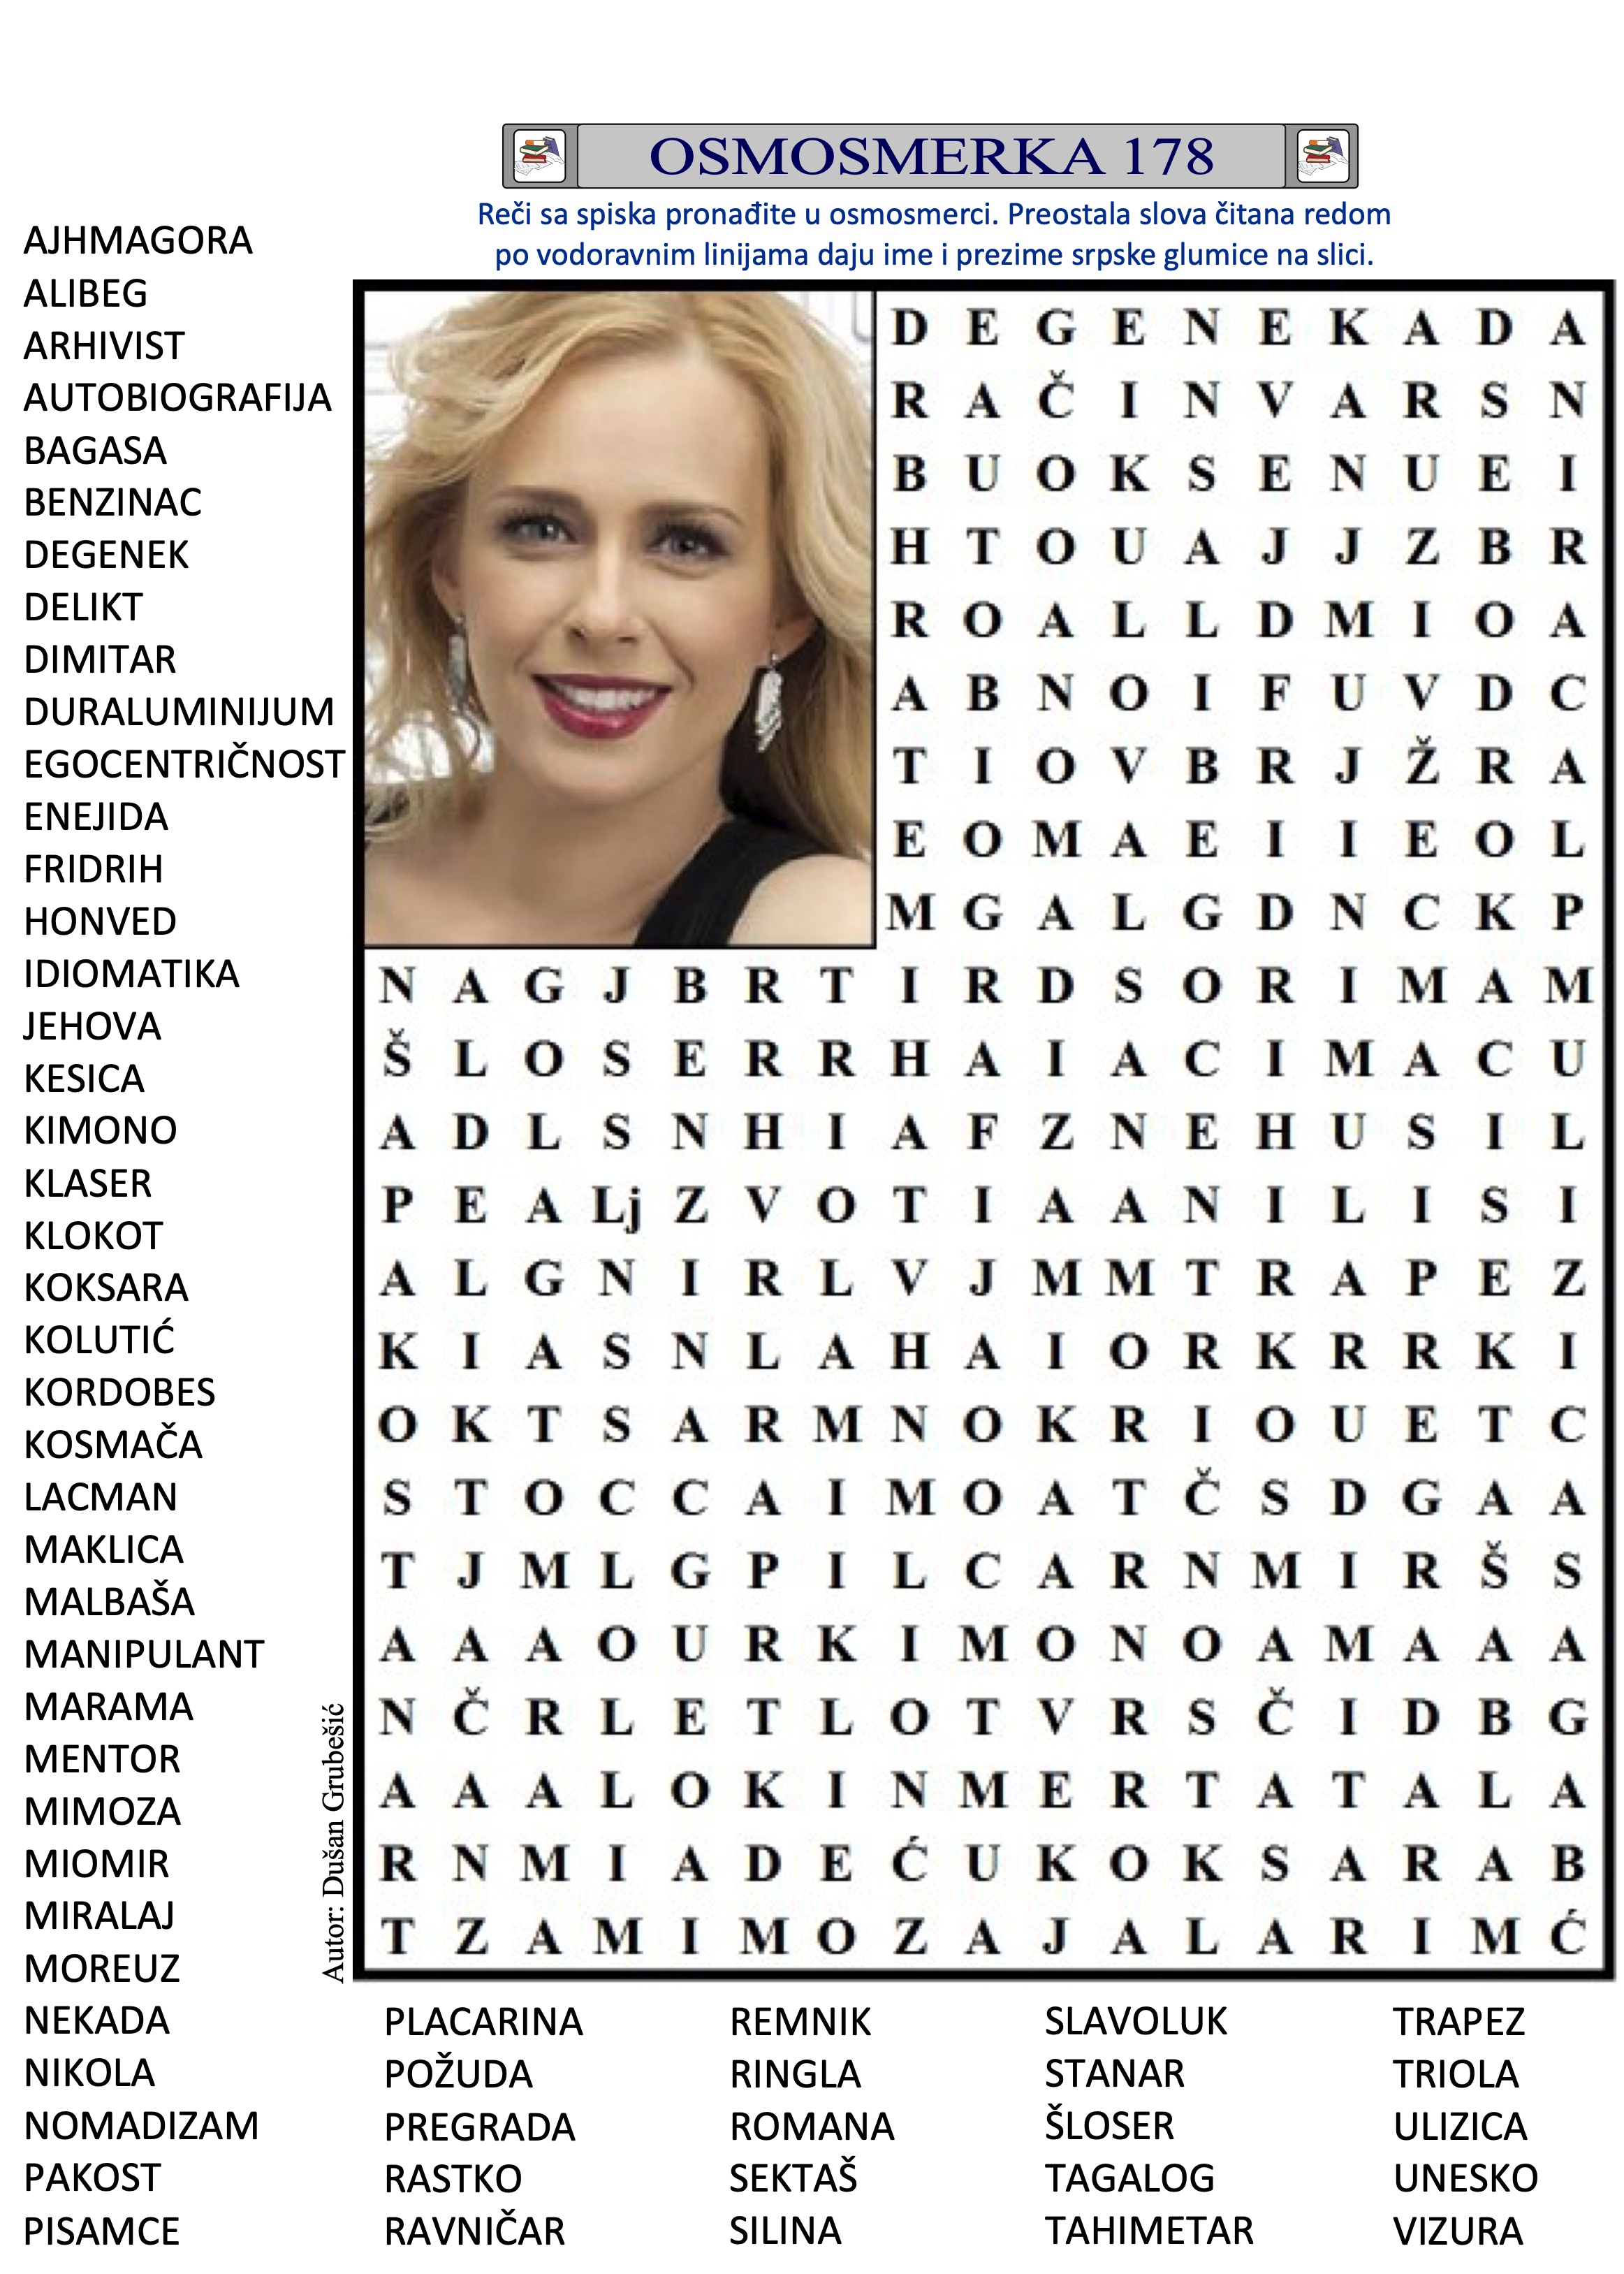 OSMOSMERKA 178
Reči sa spiska pronađite u osmosmerci. Preostala slova čitana redom
po vodoravnim linijama daju ime i prezime srpske glumice na slici.
AJHMAGORA
ALIBEG
ARHIVIST
AUTOBIOGRAFIJA
BAGASA
BENZINAC
DEGENEK
DELIKT
DIMITAR
DURALUMINIJUM
EGOCENTRIČNOST
ENEJIDA
FRIDRIH
HONVED
IDIOMATIKA
JEHOVA
KESICA
KIMONO
KLASER
KLOKOT
KOKSARA
KOLUTIĆ
KORDOBES
KOSMAČA
LACMAN
MAKLICA
MALBAŠA
MANIPULANT
MARAMA
MENTOR
MIMOZA
MIOMIR
MIRALAJ
MOREUZ
NEKADA
NIKOLA
NOMADIZAM
PAKOST
PISAMCE
D E G E N E K A D A
R A Č I N V A R S N
B U O K S E N U E I
H T O U A J J Z B R
R O A L L D M I O A
A B N O I F U V D C
T I O V B R J Ž R A
E O M A E I I E O L
M G A L G D N C K P
N A G J B R T I R D S O R I M A M
Š L O S E R R H A I A C I M A C U
A D L S N H I A F Z N E H U S I L
P E A Lj Z V O T I A A N I L I S I
A L G N I R L V J M M T R A P E Z
K I A S N L A H A I O R K R R K I
O K T S A R M N O K R I O U E T C
S T O C C A I M O A T Č S D G A A
T J M L G P I L C A R N M I R Š S
A A A O U R K I M O N O A M A A A
N Č R L E T L O T V R S Č I D B G
A A A L O K I N M E R T A T A L A
R N M I A D E Ć U K O K S A R A B
T Z A M I M O Z A J A L A R I M Ć
Autor: Dušan Grubešić
PLACARINA
POŽUDA
PREGRADA
RASTKO
RAVNIČAR
REMNIK
RINGLA
ROMANA
SEKTAŠ
SILINA
SLAVOLUK
STANAR
ŠLOSER
TAGALOG
TAHIMETAR
TRAPEZ
TRIOLA
ULIZICA
UNESKO
VIZURA